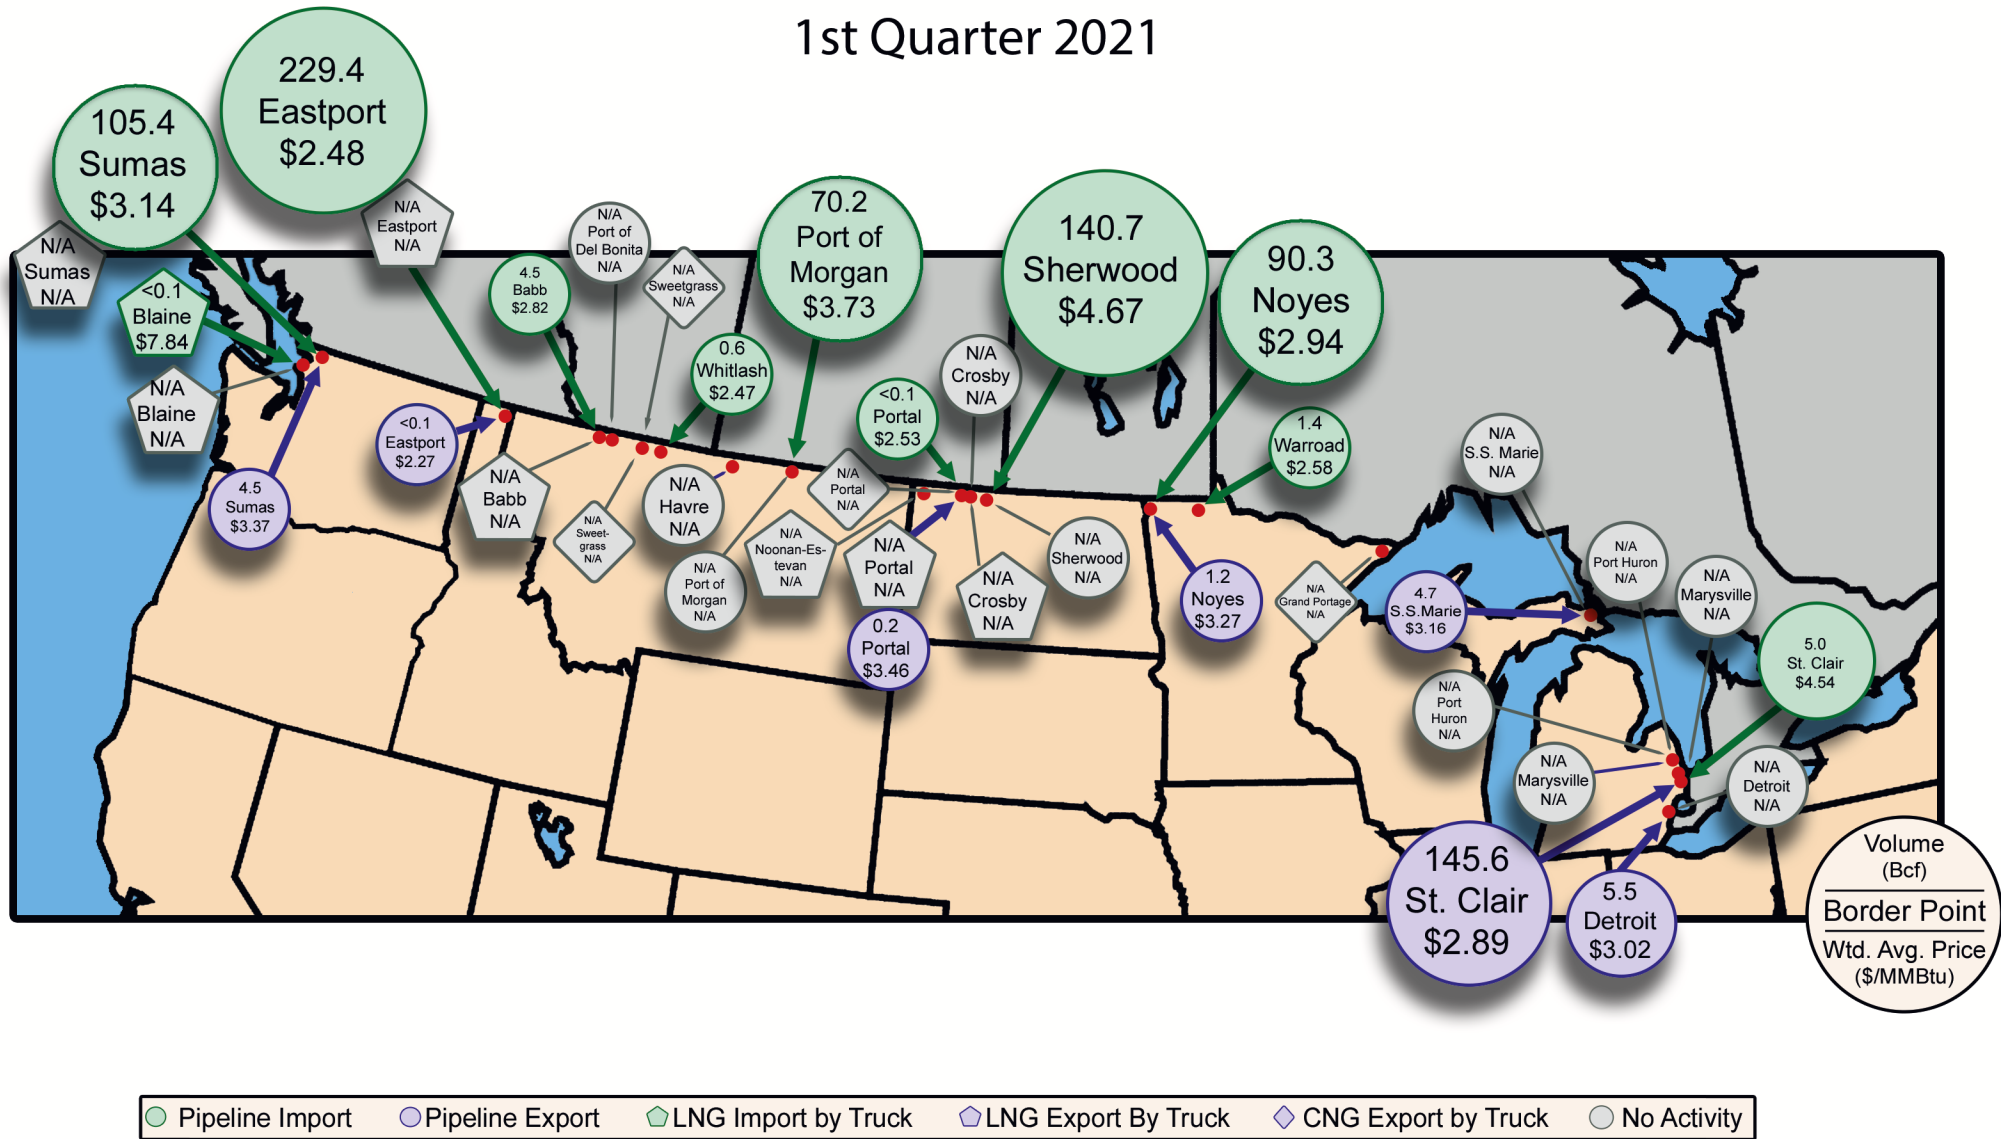 1st Quarter 2021
229.4
Eastport
$2.48
105.4
Sumas
$3.14
N/A
Sumas
N/A
<0.1
Blaine
$7.84
N/A
Blaine
N/A
4.5
Sumas
$3.37
N/A
Eastport
N/A
<0.1
Eastport
$2.27
4.5
Babb
$2.82
N/A
Port of
Del Bonita
N/A
N/A
Sweetgrass
N/A
0.6
Whitlash
$2.47
N/A
Babb
N/A
N/A
Sweet-
grass
N/A
N/A
Havre
N/A
N/A
Port of
Morgan
N/A
70.2
Port of
Morgan
$3.73
N/A
Portal
N/A
N/A
Noonan-Es-
tevan
N/A
<0.1
Portal
$2.53
N/A
Portal
N/A
0.2
Portal
$3.46
N/A
Crosby
N/A
N/A
Crosby
N/A
140.7
Sherwood
$4.67
N/A
Sherwood
N/A
90.3
Noyes
$2.94
1.2
Noyes
$3.27
1.4
Warroad
$2.58
N/A
Grand Portage
N/A
N/A
S.S. Marie
N/A
4.7
S.S.Marie
$3.16
N/A
Port Huron
N/A
N/A
Marysville
N/A
5.0
St. Clair
$4.54
N/A
Port
Huron
N/A
N/A
Marysville
N/A
N/A
Detroit
N/A
145.6
St. Clair
$2.89
5.5
Detroit
$3.02
Volume
(Bcf)
Border Point
Wtd. Avg. Price
($/MMBtu)
Pipeline Import
Pipeline Export
LNG Import by Truck
LNG Export By Truck
CNG Export by Truck
No Activity